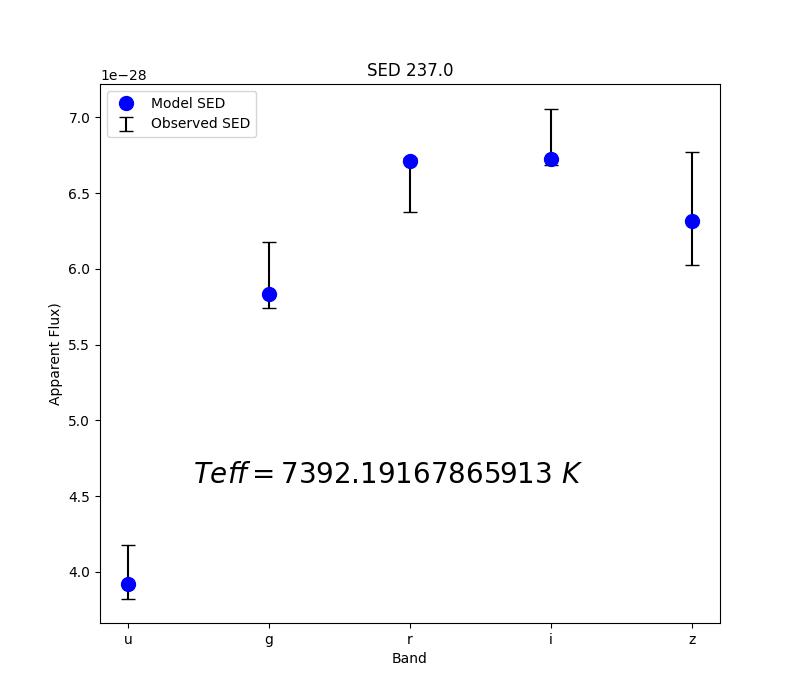 SED 237.0
1e−28
Model SED
Observed SED
7.0
6.5
6.0
5.5
5.0
4.5
4.0
Apparent Flux)
Teff = 7392.19167865913 K
u g r i z
Band